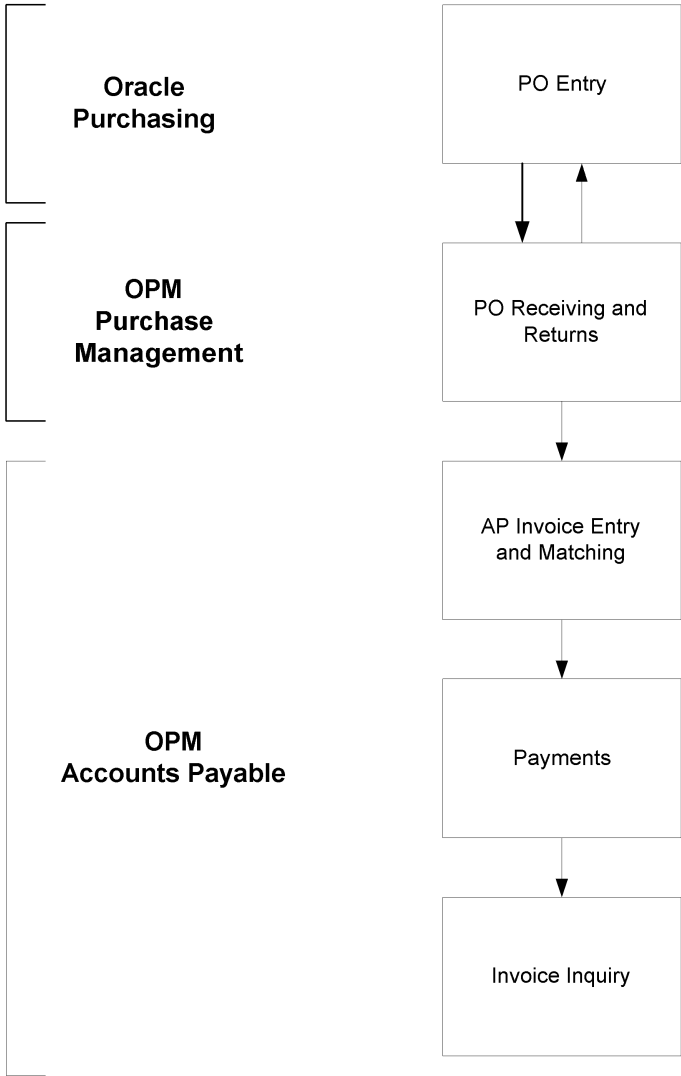 Oracle
Purchasing
PO Entry
OPM
Purchase
Management
PO Receiving and
Returns
AP Invoice Entry
and Matching
OPM
Accounts Payable
Payments
Invoice Inquiry